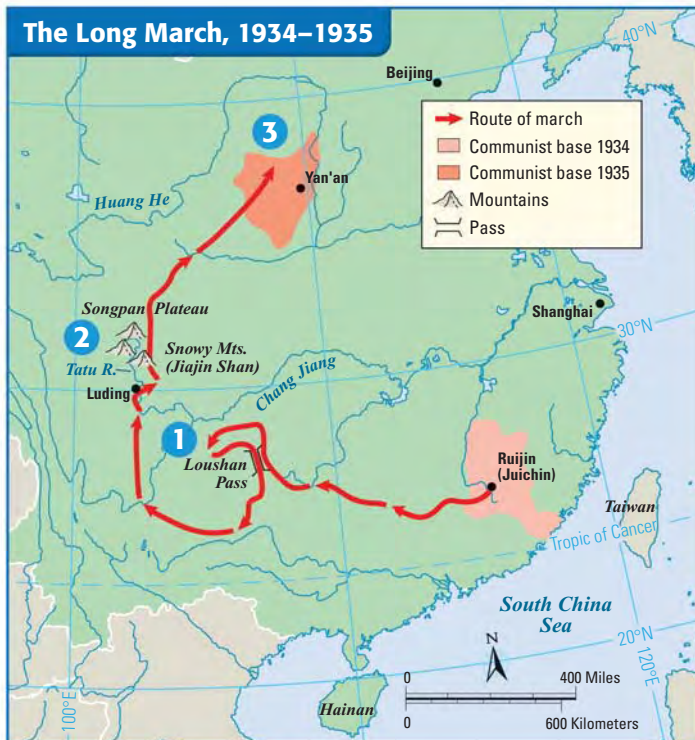 The Long March, 1934–1935
40°N
Beijing
Route of march
Communist base 1934
Communist base 1935
Mountains
Pass
3
Yan'an
Huang He
Songpan Plateau
2
Snowy Mts.
(Jiajin Shan)
Tatu R.
Luding
Shanghai
30°N
Chang Jiang
1
Loushan
Pass
Ruijin
(Juichin)
Taiwan
Tropic of Cancer
South China
Sea
20°N
120°E
100°E
N
0
400 Miles
0
600 Kilometers
Hainan